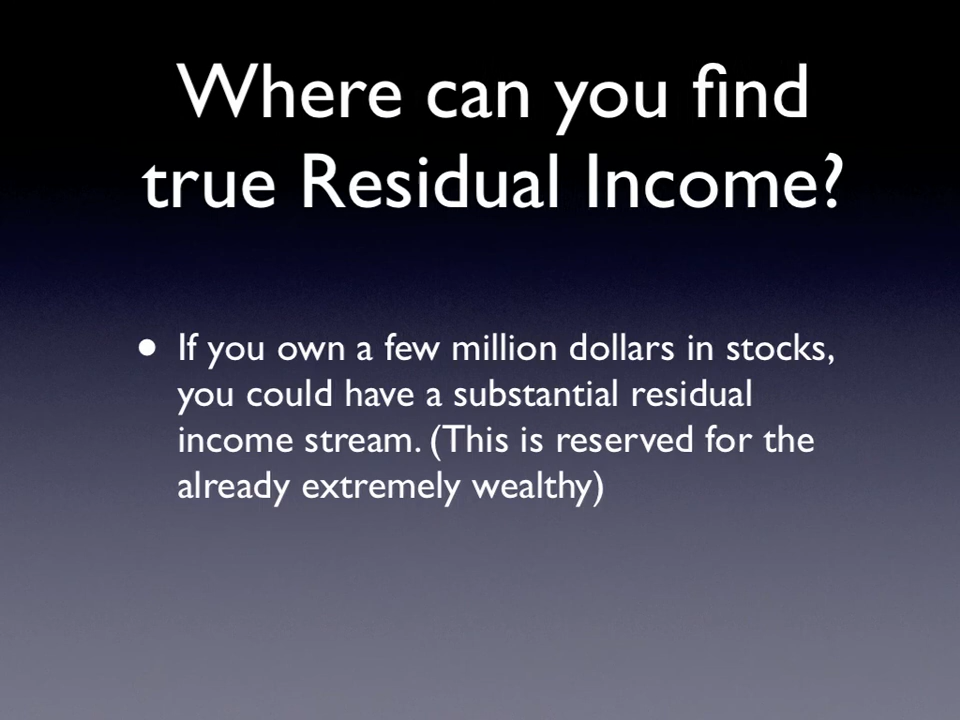 Where can you find
true Residual Income?
• If you own a few million dollars in stocks,
you could have a substantial residual
income stream. (This is reserved for the
already extremely wealthy)